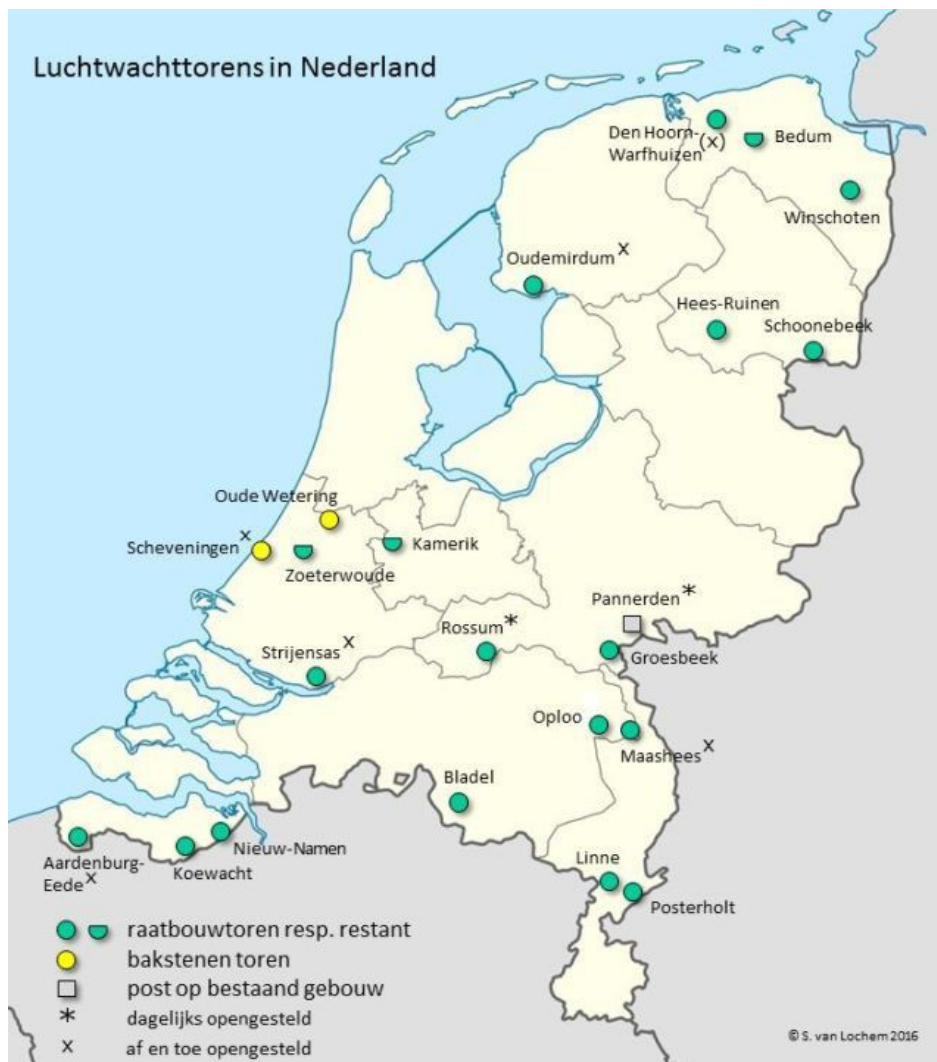 Luchtwachttorens in Nederland
Den Hoorn-
Warfhuizen(x)
Bedum
Winschoten
Oudemirdum x
Hees-Ruinen
Schoonebeek
Oude Wetering
Scheveningen x
Zoeterwoude
Kamerik
Pannerden *
Rossum *
Groesbeek
Strijensas x
Oploo
Maashees x
Bladel
Nieuw-Namen
Aardenburg-
Eede x
Koewacht
Linne
Posterholt
raatbouwtoren resp. restant
bakstenen toren
post op bestaand gebouw
* dagelijks opengesteld
x af en toe opengesteld
© S. van Lochem 2016